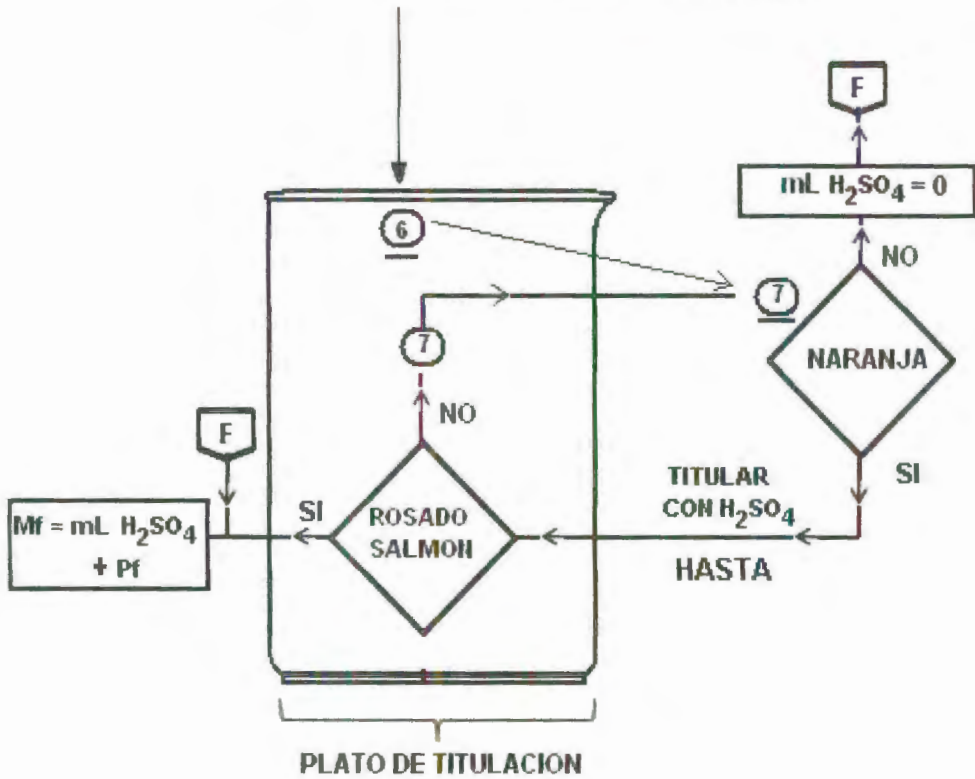 F
mL H₂SO₄ = 0
6
NO
7
NARANJA
7
NO
F
SI
TITULAR
CON H₂SO₄
HASTA
SI
ROSADO
SALMON
Mf = mL H₂SO₄
+ Pf
PLATO DE TITULACION